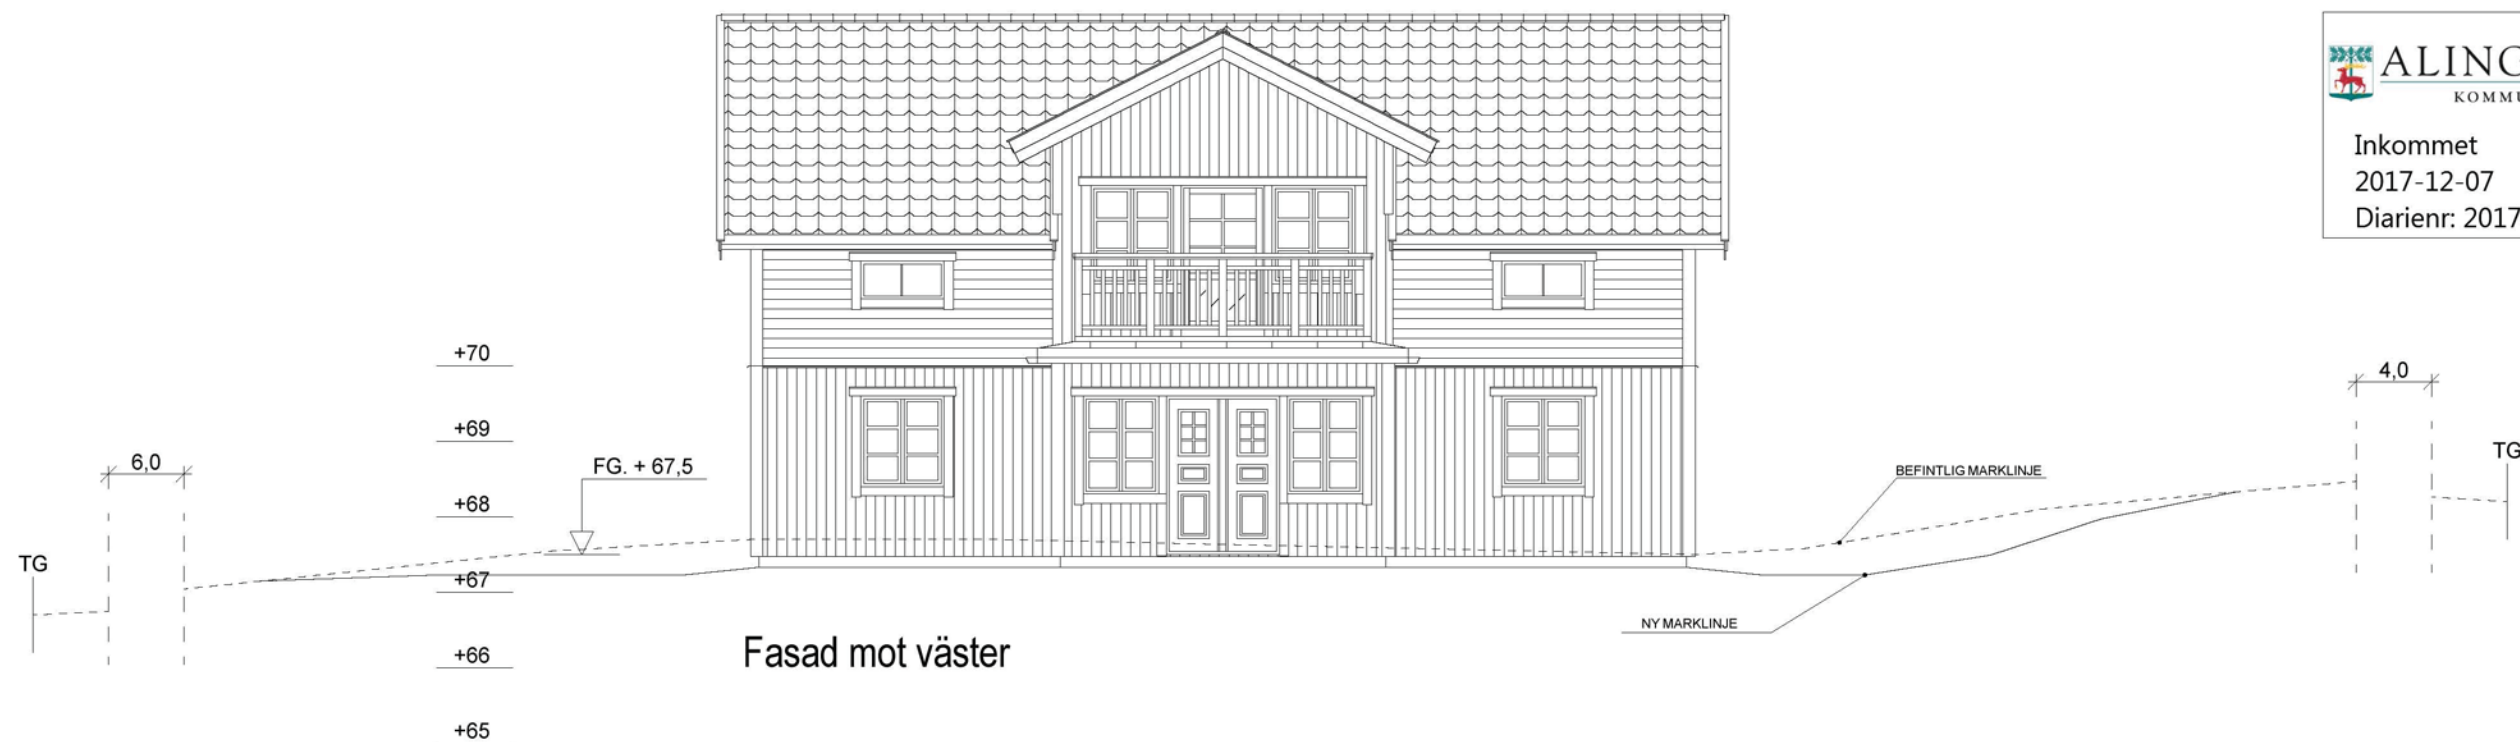 ALING
KOMMU
Inkommet
2017-12-07
Diarienr: 2017
+70
4,0
+69
TG
6,0
FG. + 67,5
BEFINTLIG MARKLINJE
+68
TG
+67
NY MARKLINJE
+66
Fasad mot väster
+65